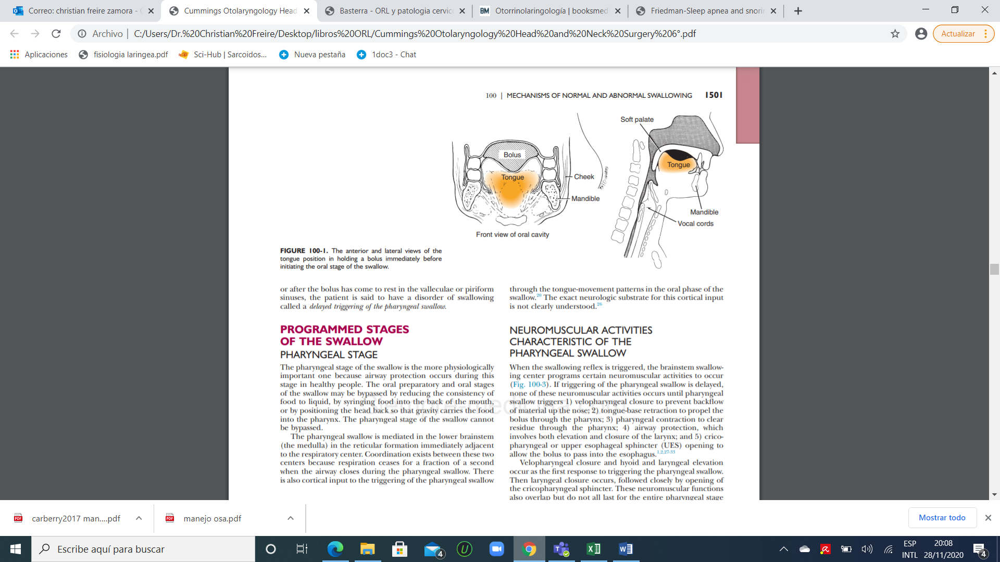 Correo: christian freire zamora -
Cummings Otolaryngology Head
Basterra - ORL y patologia cervic
BM
Otorrinolaringología | booksmed
Friedman-Sleep apnea and snorin
Archivo
C:/Users/Dr.%20Christian%20Freire/Desktop/libros%20ORL/Cummings%20Otolaryngology%20Head%20and%20Neck%20Surgery%206°.pdf
Actualizar
Aplicaciones
fisiologia laringea.pdf
Sci-Hub | Sarcoidos...
Nueva pestaña
1doc3 - Chat
100 | MECHANISMS OF NORMAL AND ABNORMAL SWALLOWING 1501
Soft palate
Bolus
Tongue
Tongue
Cheek
Mandible
Mandible
Vocal cords
Front view of oral cavity
FIGURE 100-1. The anterior and lateral views of the
tongue position in holding a bolus immediately before
initiating the oral stage of the swallow.
or after the bolus has come to rest in the valleculae or piriform
sinuses, the patient is said to have a disorder of swallowing
called a delayed triggering of the pharyngeal swallow.
PROGRAMMED STAGES
OF THE SWALLOW
PHARYNGEAL STAGE
The pharyngeal stage of the swallow is the more physiologically
important one because airway protection occurs during this
stage in healthy people. The oral preparatory and oral stages
of the swallow may be bypassed by reducing the consistency of
food to liquid, by syringing food into the back of the mouth,
or by positioning the head back so that gravity carries the food
into the pharynx. The pharyngeal stage of the swallow cannot
be bypassed.
The pharyngeal swallow is mediated in the lower brainstem
(the medulla) in the reticular formation immediately adjacent
to the respiratory center. Coordination exists between these two
centers because respiration ceases for a fraction of a second
when the airway closes during the pharyngeal swallow. There
is also cortical input to the triggering of the pharyngeal swallow
through the tongue-movement patterns in the oral phase of the
swallow.20 The exact neurologic substrate for this cortical input
is not clearly understood.26
NEUROMUSCULAR ACTIVITIES
CHARACTERISTIC OF THE
PHARYNGEAL SWALLOW
When the swallowing reflex is triggered, the brainstem swallow-
ing center programs certain neuromuscular activities to occur
(Fig. 100-3). If triggering of the pharyngeal swallow is delayed,
none of these neuromuscular activities occurs until pharyngeal
swallow triggers 1) velopharyngeal closure to prevent backflow
of material up the nose; 2) tongue-base retraction to propel the
bolus through the pharynx; 3) pharyngeal contraction to clear
residue through the pharynx; 4) airway protection, which
involves both elevation and closure of the larynx; and 5) crico-
pharyngeal or upper esophageal sphincter (UES) opening to
allow the bolus to pass into the esophagus.1,2,27-33
Velopharyngeal closure and hyoid and laryngeal elevation
occur as the first response to triggering the pharyngeal swallow.
Then laryngeal closure occurs, followed closely by opening of
the cricopharyngeal sphincter. These neuromuscular functions
also overlap but do not all last for the entire pharyngeal stage
carberry2017 man....pdf
manejo osa.pdf
Mostrar todo
Escribe aquí para buscar
4
ESP
INTL
20:08
28/11/2020
4